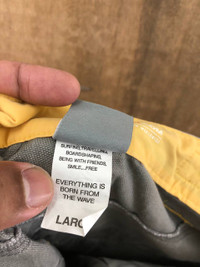 SURFING, TRAVELLING,
BOARDSHAPING,
BEING WITH FRIENDS,
SMILE.....FREE
EVERYTHING IS
BORN FROM
THE WAVE
LARG